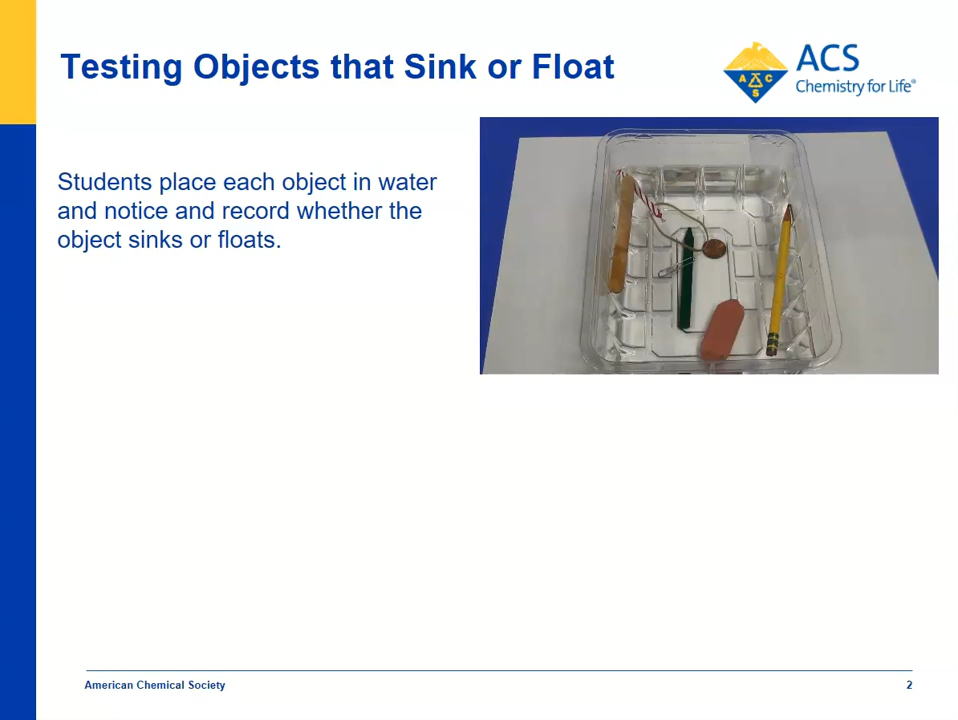 Testing Objects that Sink or Float
ACS
Chemistry for Life®
A C S
Students place each object in water
and notice and record whether the
object sinks or floats.
American Chemical Society
2